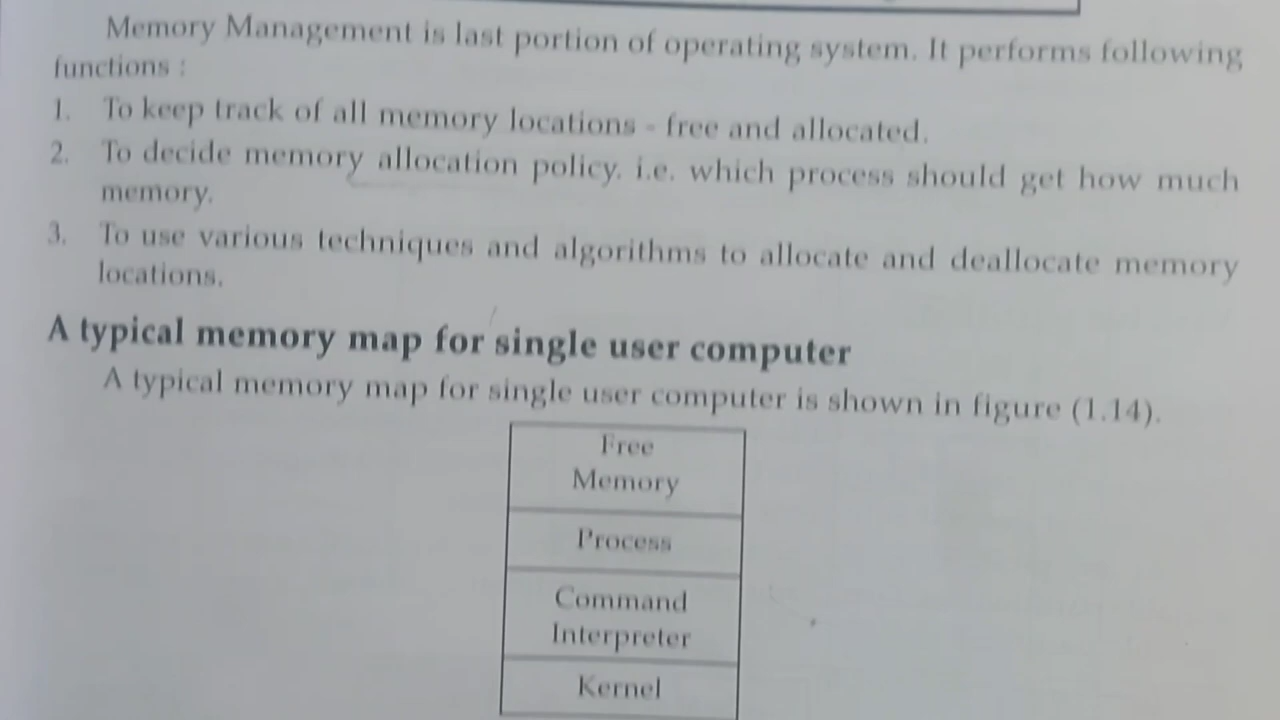 Memory Management is last portion of operating system. It performs following
functions :
1. To keep track of all memory locations - free and allocated.
2. To decide memory allocation policy. i.e. which process should get how much
memory.
3. To use various techniques and algorithms to allocate and deallocate memory
locations.
A typical memory map for single user computer
A typical memory map for single user computer is shown in figure (1.14).
Free
Memory
Process
Command
Interpreter
Kernel